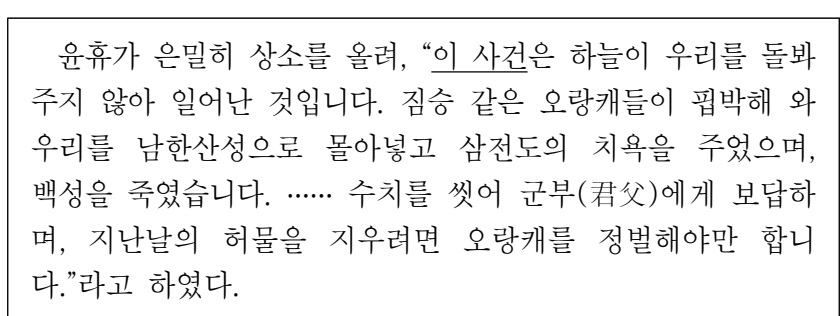 윤휴가 은밀히 상소를 올려, “이 사건은 하늘이 우리를 돌봐
주지 않아 일어난 것입니다. 짐승 같은 오랑캐들이 핍박해 와
우리를 남한산성으로 몰아넣고 삼전도의 치욕을 주었으며,
백성을 죽였습니다. …… 수치를 씻어 군부(君父)에게 보답하
며, 지난날의 허물을 지우려면 오랑캐를 정벌해야만 합니
다.”라고 하였다.